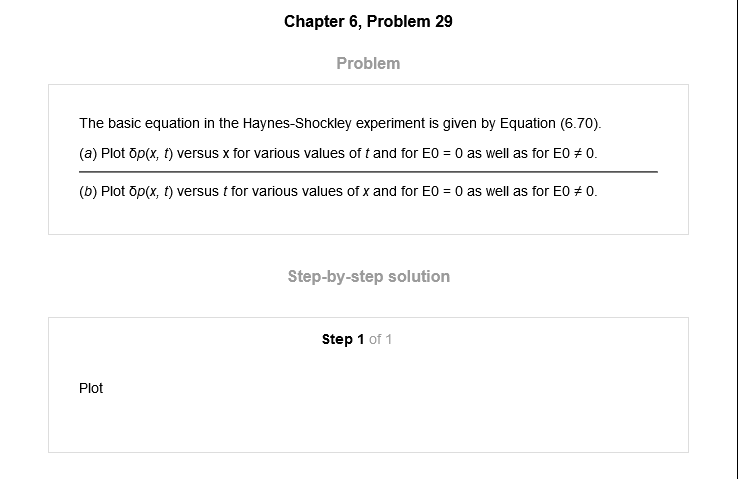 Chapter 6, Problem 29
Problem
The basic equation in the Haynes-Shockley experiment is given by Equation (6.70).
(a) Plot δp(x, t) versus x for various values of t and for E0 = 0 as well as for E0 ≠ 0.
(b) Plot δp(x, t) versus t for various values of x and for E0 = 0 as well as for E0 ≠ 0.
Step-by-step solution
Step 1 of 1
Plot